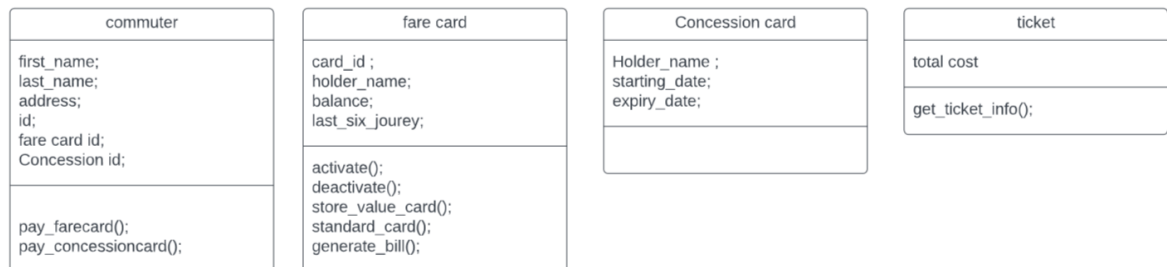 commuter
first_name;
last_name;
address;
id;
fare card id;
Concession id;
pay_farecard();
pay_concessioncard();
fare card
card_id ;
holder_name;
balance;
last_six_jourey;
activate();
deactivate();
store_value_card();
standard_card();
generate_bill();
Concession card
Holder_name ;
starting_date;
expiry_date;
ticket
total cost
get_ticket_info();